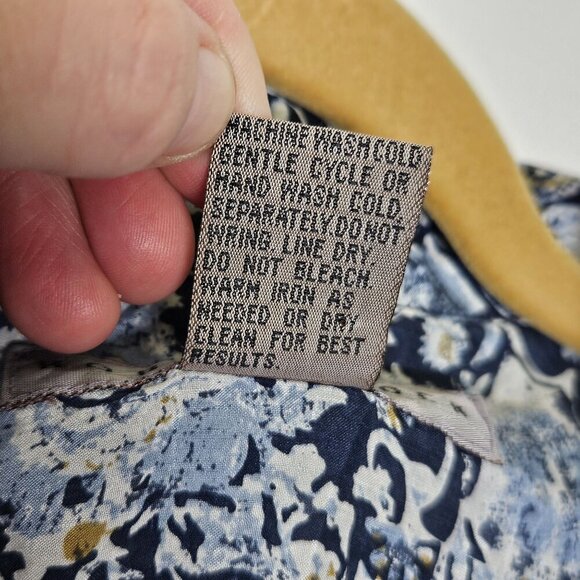 MACHINE WASH COLD
GENTLE CYCLE OR
HAND WASH COLD.
SEPARATELY.DO NOT
WRING LINE DRY
DO NOT BLEACH.
WARM IRON AS
NEEDED OR DRY
CLEAN FOR BEST
RESULTS.